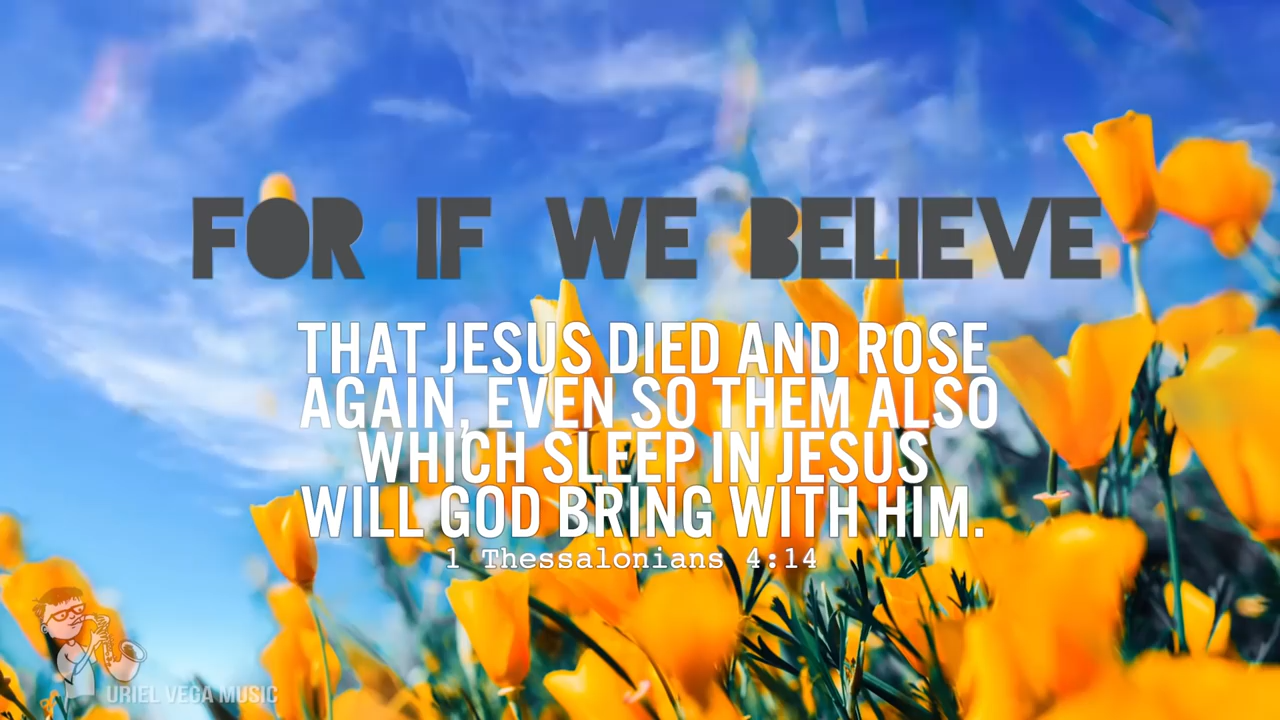 FOR IF WE BELIEVE
THAT JESUS DIED AND ROSE
AGAIN, EVEN SO THEM ALSO
WHICH SLEEP IN JESUS
WILL GOD BRING WITH HIM.
1 Thessalonians 4:14
URIEL VEGA MUSIC